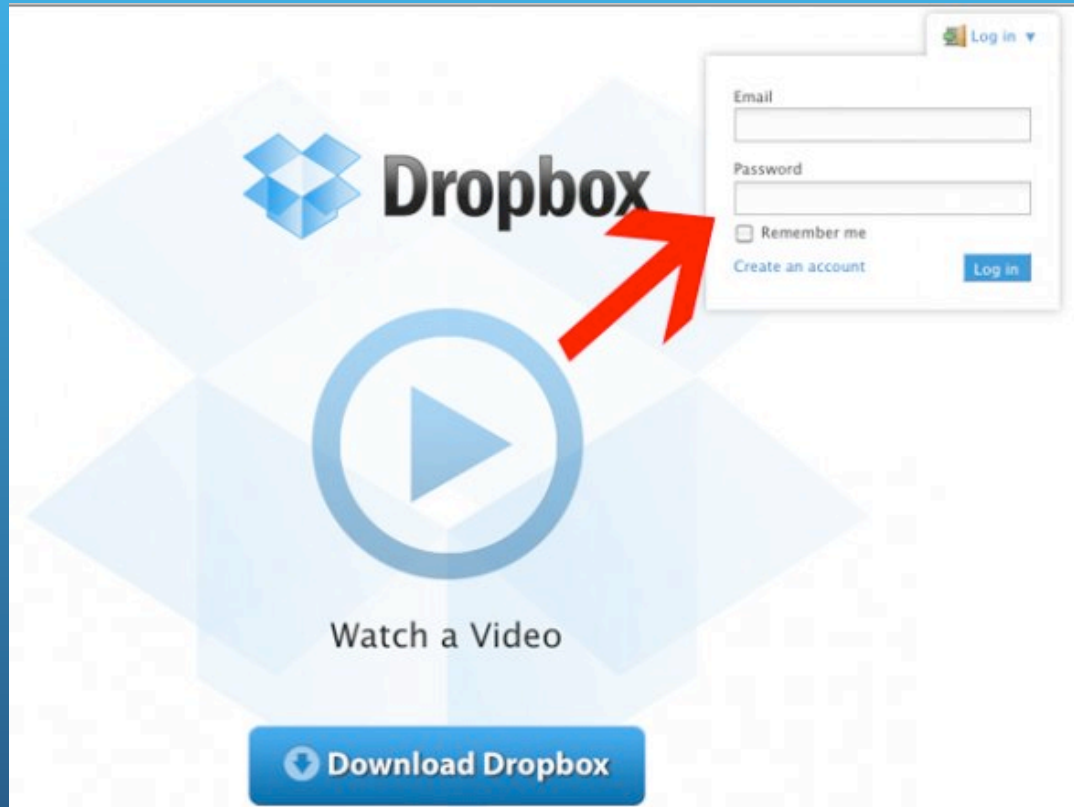 Log in
Email
Dropbox
Password
Remember me
Create an account
Log in
Watch a Video
Download Dropbox